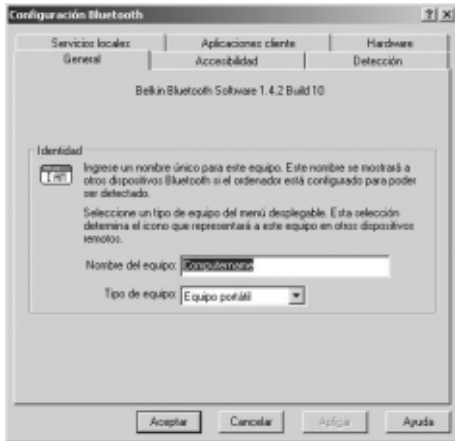 Configuración Bluetooth
Servicios locales Aplicaciones cliente Hardware
General Accesibilidad Detección
Belkin Bluetooth Software 1.4.2 Build 10
Identidad
Ingrese un nombre único para este equipo. Este nombre se mostrará a
otros dispositivos Bluetooth si el ordenador está configurado para poder
ser detectado.
Seleccione un tipo de equipo del menú desplegable. Esta selección
determina el icono que representará a este equipo en otros dispositivos
remotos.
Nombre del equipo: Computername
Tipo de equipo: Equipo portátil
Aceptar Cancelar Aplicar Ayuda